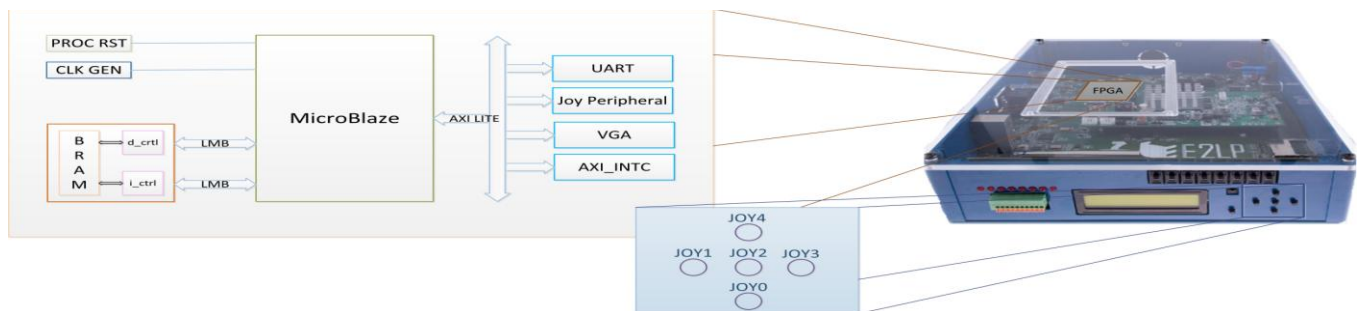 PROC RST
CLK GEN
MicroBlaze
AXI LITE
UART
Joy Peripheral
VGA
AXI_INTC
B
R
A
M
d_crtl
i_ctrl
LMB
LMB
FPGA
E2LP
JOY4
JOY1 JOY2 JOY3
JOY0